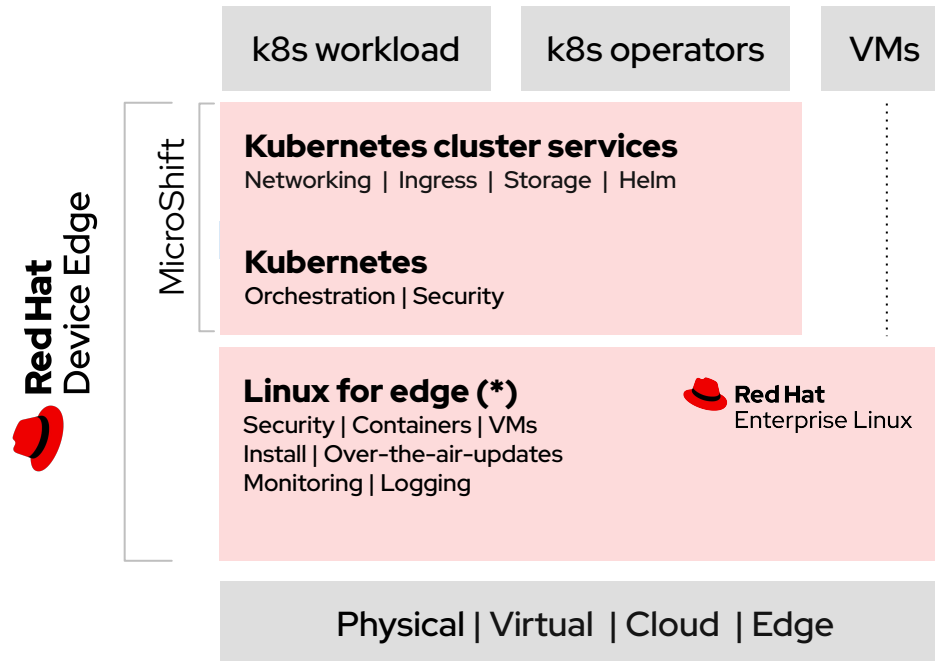 k8s workload
k8s operators
VMs
Red Hat
Device Edge
MicroShift
Kubernetes cluster services
Networking | Ingress | Storage | Helm
Kubernetes
Orchestration | Security
Linux for edge (*)
Security | Containers | VMs
Install | Over-the-air-updates
Monitoring | Logging
Red Hat
Enterprise Linux
Physical | Virtual | Cloud | Edge